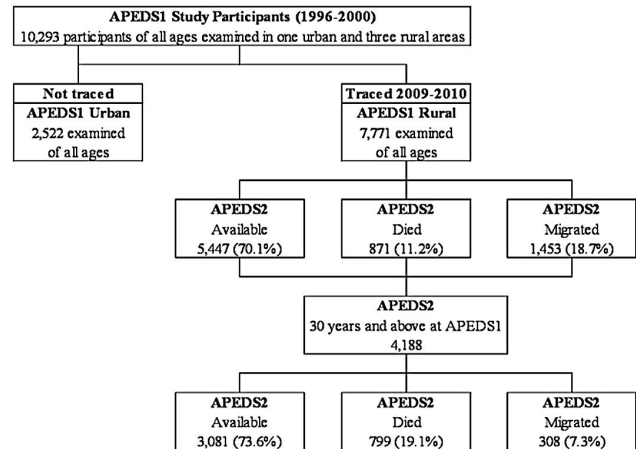 APEDS1 Study Participants (1996-2000)
10,293 participants of all ages examined in one urban and three rural areas
Not traced
APEDS1 Urban
2,522 examined
of all ages
Traced 2009-2010
APEDS1 Rural
7,771 examined
of all ages
APEDS2
Available
5,447 (70.1%)
APEDS2
Died
871 (11.2%)
APEDS2
Migrated
1,453 (18.7%)
APEDS2
30 years and above at APEDS1
4,188
APEDS2
Available
3,081 (73.6%)
APEDS2
Died
799 (19.1%)
APEDS2
Migrated
308 (7.3%)